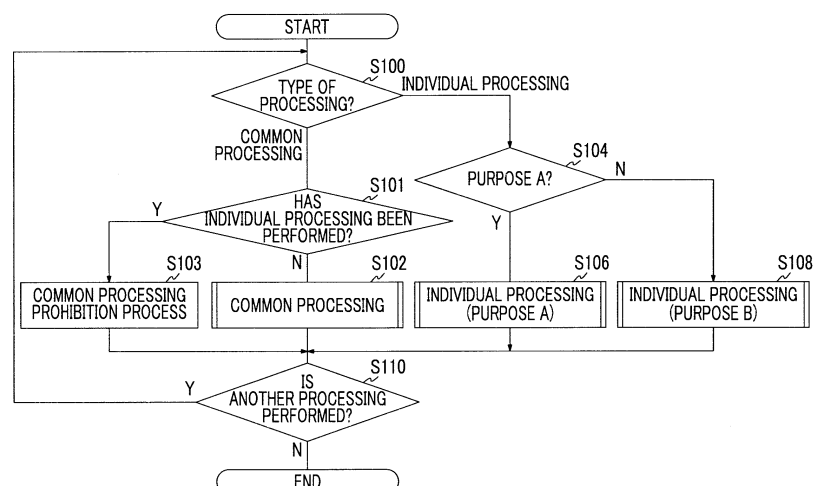 START
S100
TYPE OF
PROCESSING?
INDIVIDUAL PROCESSING
COMMON
PROCESSING
S104
PURPOSE A?
N
Y
S101
HAS
INDIVIDUAL PROCESSING BEEN
PERFORMED?
Y
N
S103
COMMON PROCESSING
PROHIBITION PROCESS
S102
COMMON PROCESSING
S106
INDIVIDUAL PROCESSING
(PURPOSE A)
S108
INDIVIDUAL PROCESSING
(PURPOSE B)
S110
IS
ANOTHER PROCESSING
PERFORMED?
Y
N
END